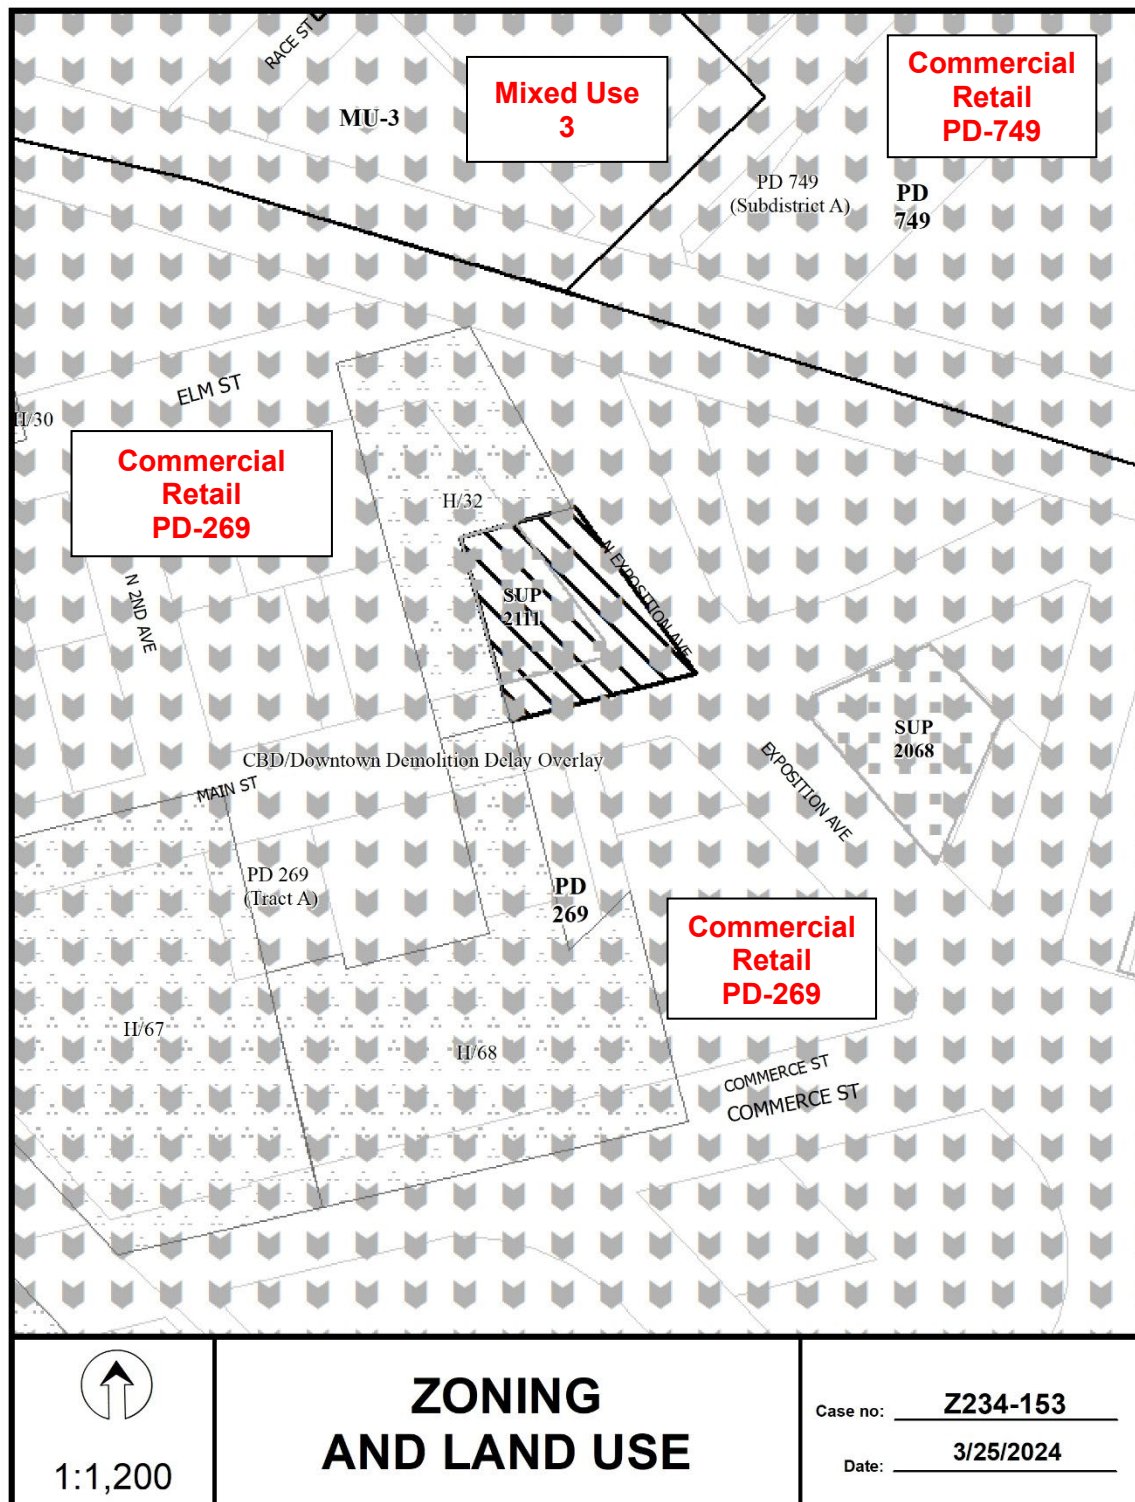 RACE ST
Mixed Use
3
Commercial
Retail
PD-749
MU-3
PD 749
(Subdistrict A)
PD
749
ELM ST
H/30
Commercial
Retail
PD-269
H/32
N EXPOSITION AVE
SUP
2111
N 2ND AVE
SUP
2068
CBD/Downtown Demolition Delay Overlay
EXPOSITION AVE
MAIN ST
PD 269
(Tract A)
PD
269
Commercial
Retail
PD-269
H/67
H/68
COMMERCE ST
COMMERCE ST
1:1,200
ZONING
AND LAND USE
Case no: Z234-153
Date: 3/25/2024